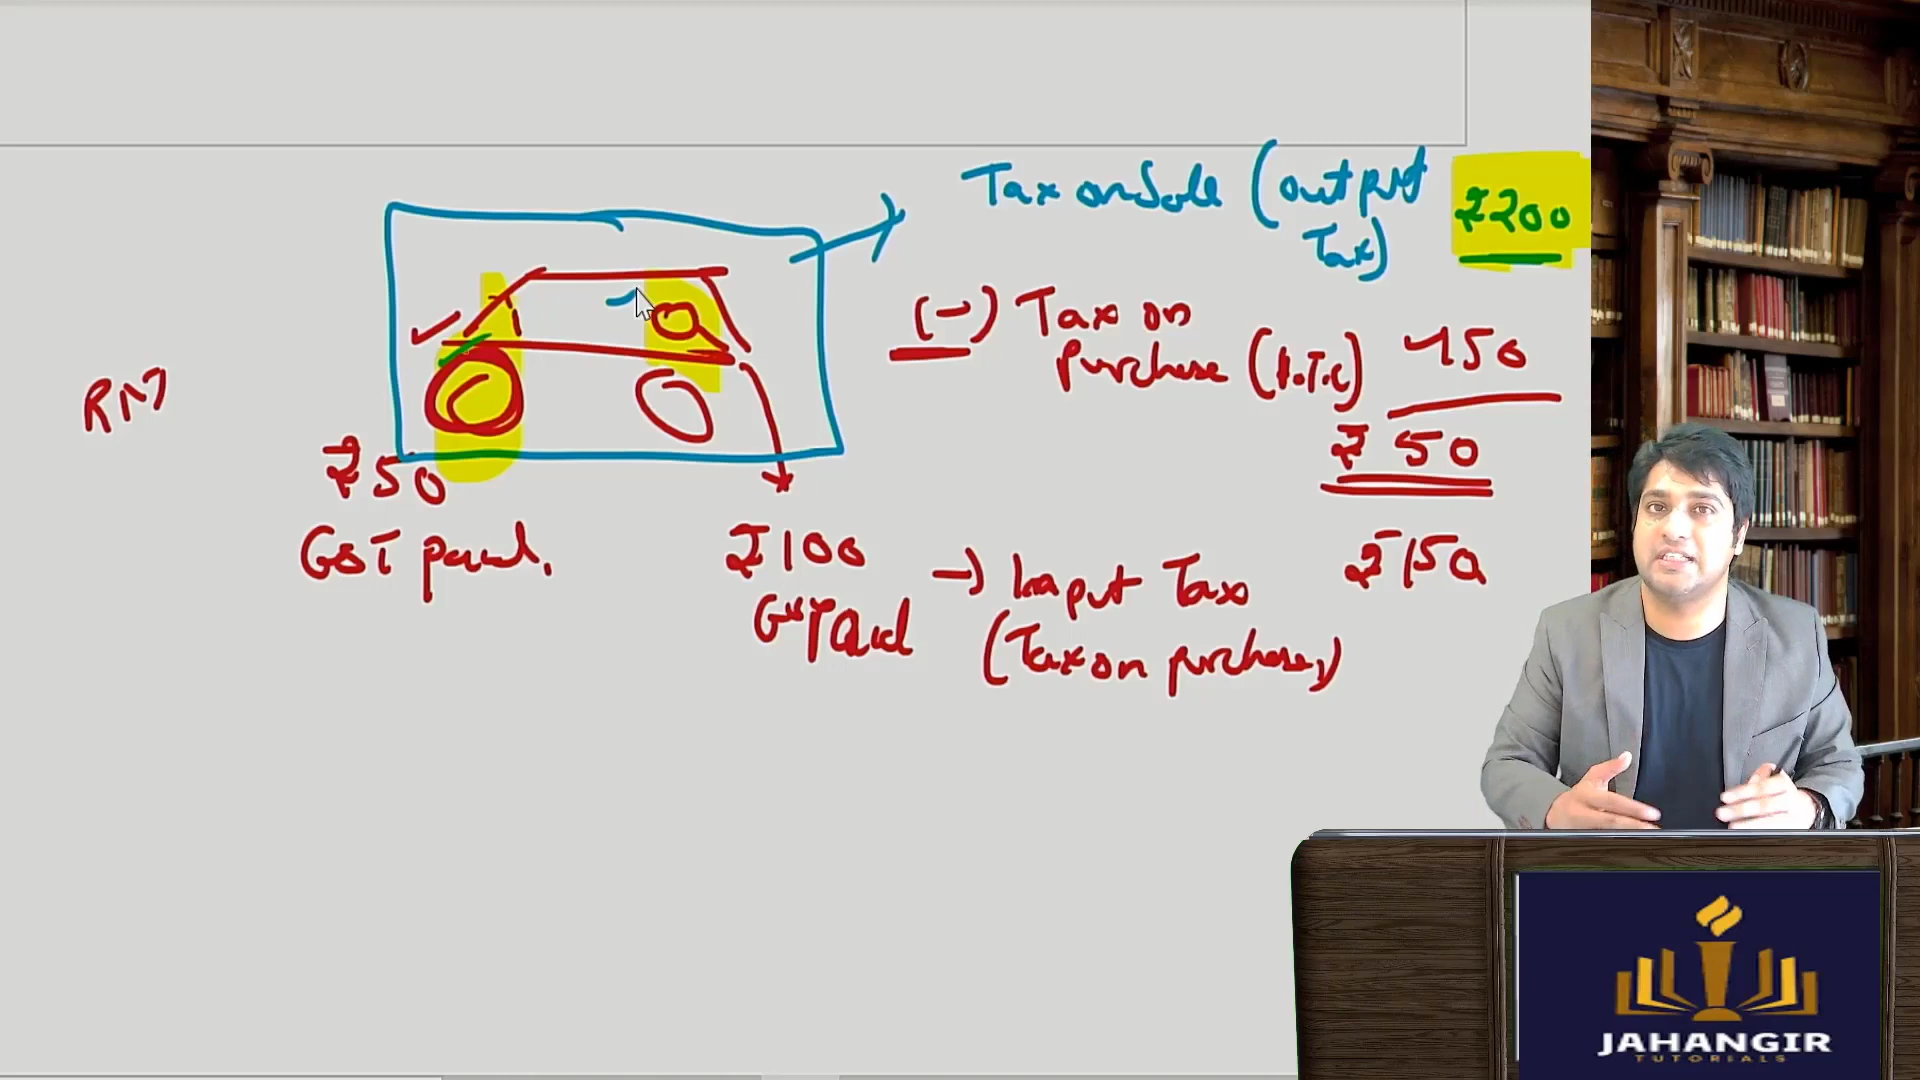 Tax on Sale (output Tax) ₹200
(-) Tax on purchase (I.T.C) 150
₹ 50
RM
₹50
GST paid.
₹100
GST paid
→ Input Tax
(Tax on purchases)
₹150
JAHANGIR
TUTORIALS